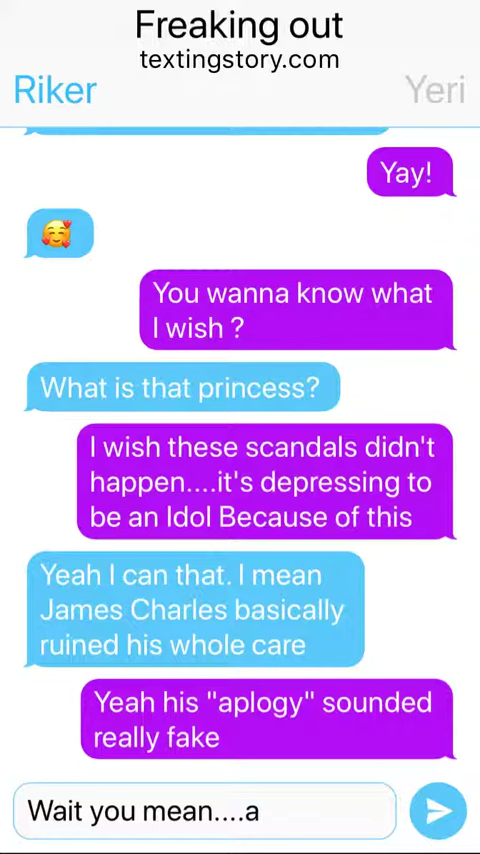 Freaking out
textingstory.com
Riker
Yeri
Yay!
You wanna know what
I wish ?
What is that princess?
I wish these scandals didn't
happen....it's depressing to
be an Idol Because of this
Yeah I can that. I mean
James Charles basically
ruined his whole care
Yeah his "aplogy" sounded
really fake
Wait you mean....a